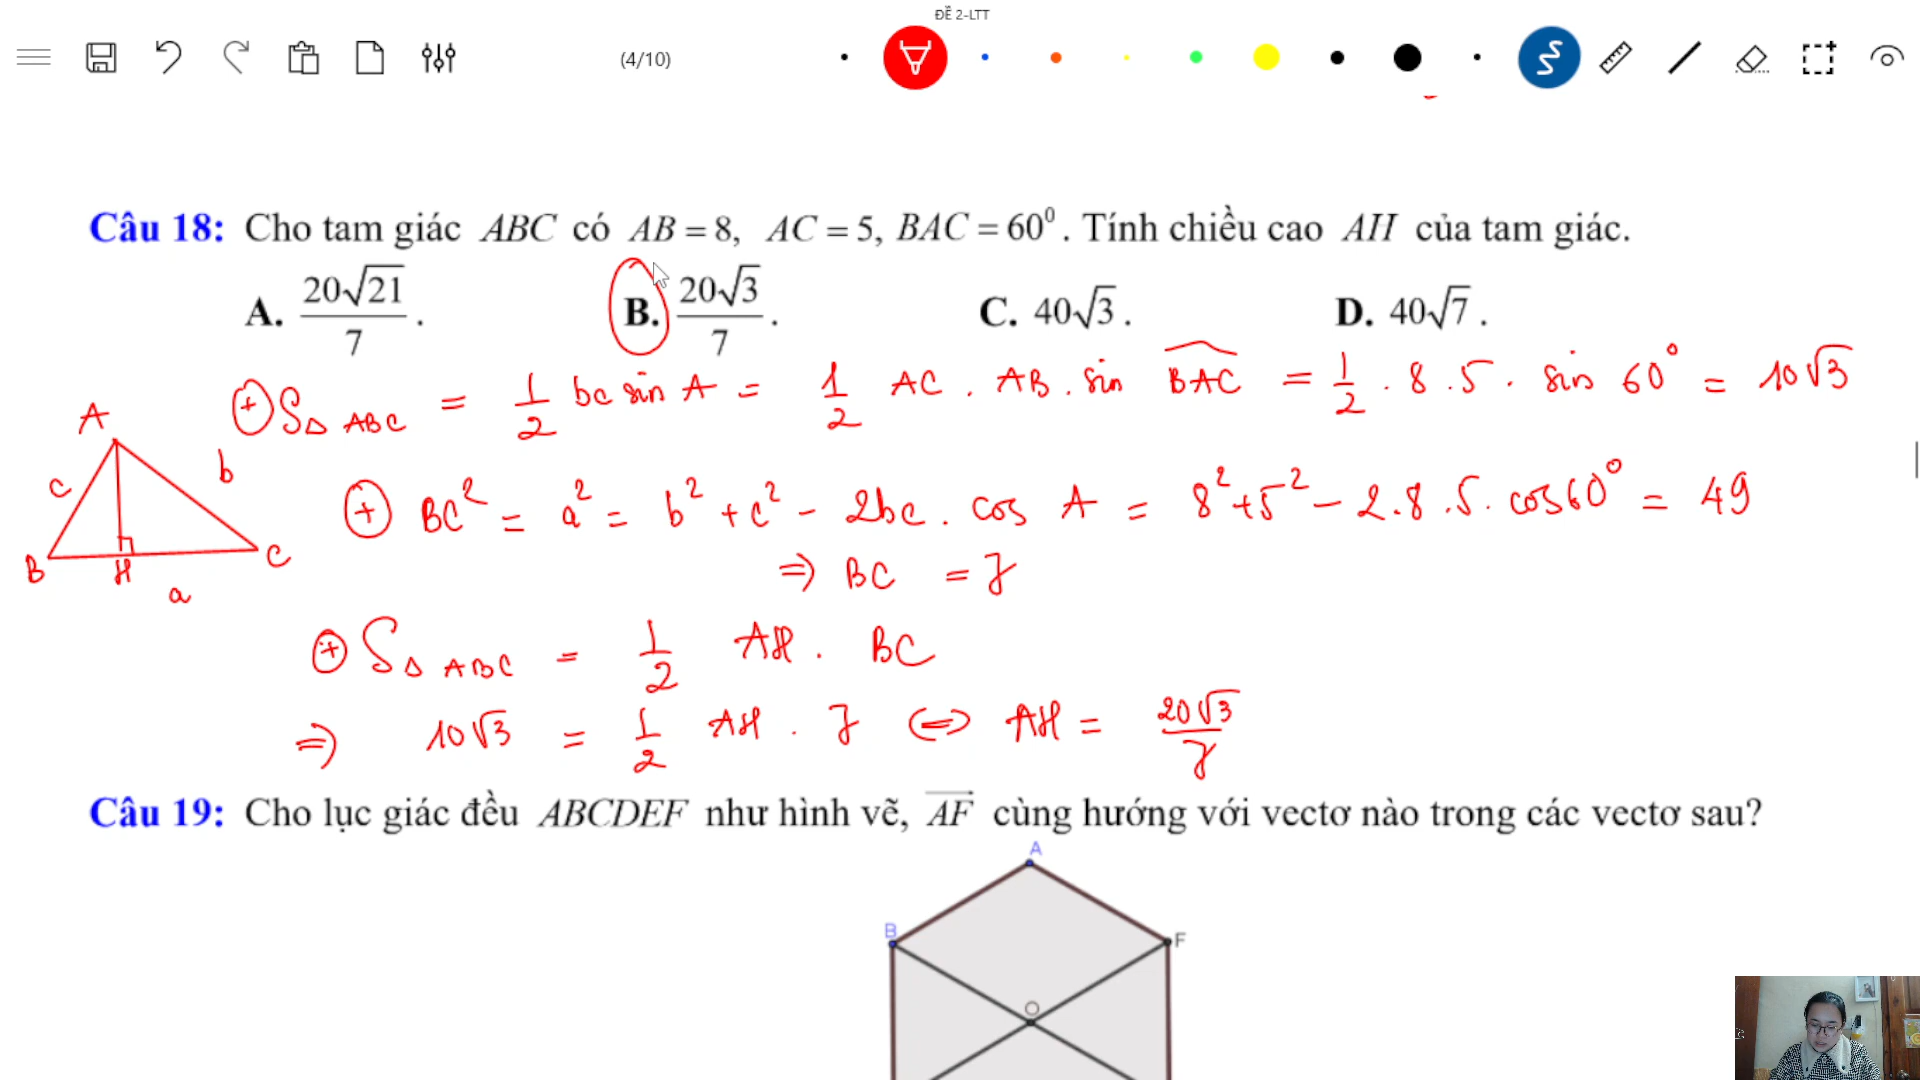 ĐỀ 2-LTT
(4/10)
Câu 18: Cho tam giác ABC có AB = 8, AC = 5, BAC = 60⁰. Tính chiều cao AH của tam giác.
A. 20√21/7. B. 20√3/7. C. 40√3. D. 40√7.
⊕ S△ABC = 1/2 bc sin A = 1/2 AC . AB . sin BAC = 1/2 . 8 . 5 . sin 60° = 10√3
A
c
b
B
H
C
a
⊕ BC² = a² = b² + c² - 2bc . cos A = 8² + 5² - 2.8.5. cos60° = 49
⇒ BC = 7
⊕ S△ABC = 1/2 AH . BC
⇒ 10√3 = 1/2 AH . 7 ⇔ AH = 20√3/7
Câu 19: Cho lục giác đều ABCDEF như hình vẽ, AF cùng hướng với vectơ nào trong các vectơ sau?
A
B
F
O